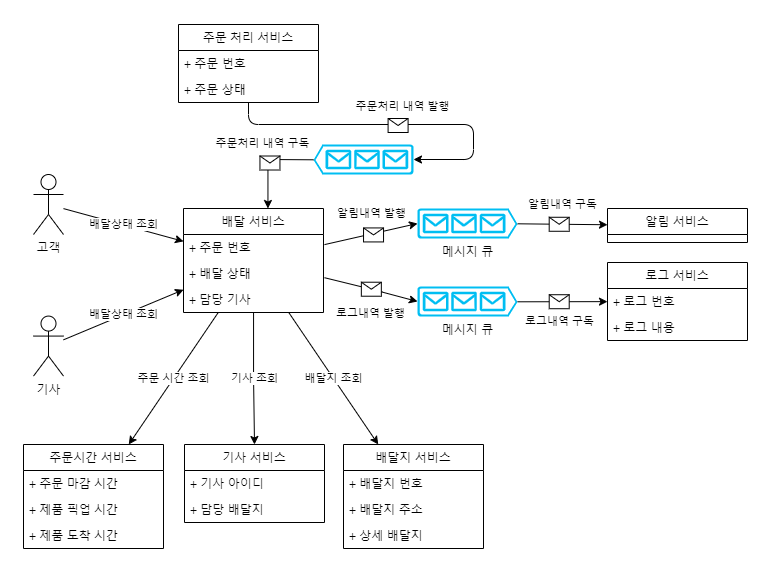 주문 처리 서비스
+ 주문 번호
+ 주문 상태
주문처리 내역 발행
주문처리 내역 구독
고객
배달상태 조회
배달 서비스
+ 주문 번호
+ 배달 상태
+ 담당 기사
알림내역 발행
메시지 큐
알림내역 구독
알림 서비스
로그내역 발행
메시지 큐
로그내역 구독
로그 서비스
+ 로그 번호
+ 로그 내용
배달상태 조회
기사
주문 시간 조회
기사 조회
배달지 조회
주문시간 서비스
+ 주문 마감 시간
+ 제품 픽업 시간
+ 제품 도착 시간
기사 서비스
+ 기사 아이디
+ 담당 배달지
배달지 서비스
+ 배달지 번호
+ 배달지 주소
+ 상세 배달지